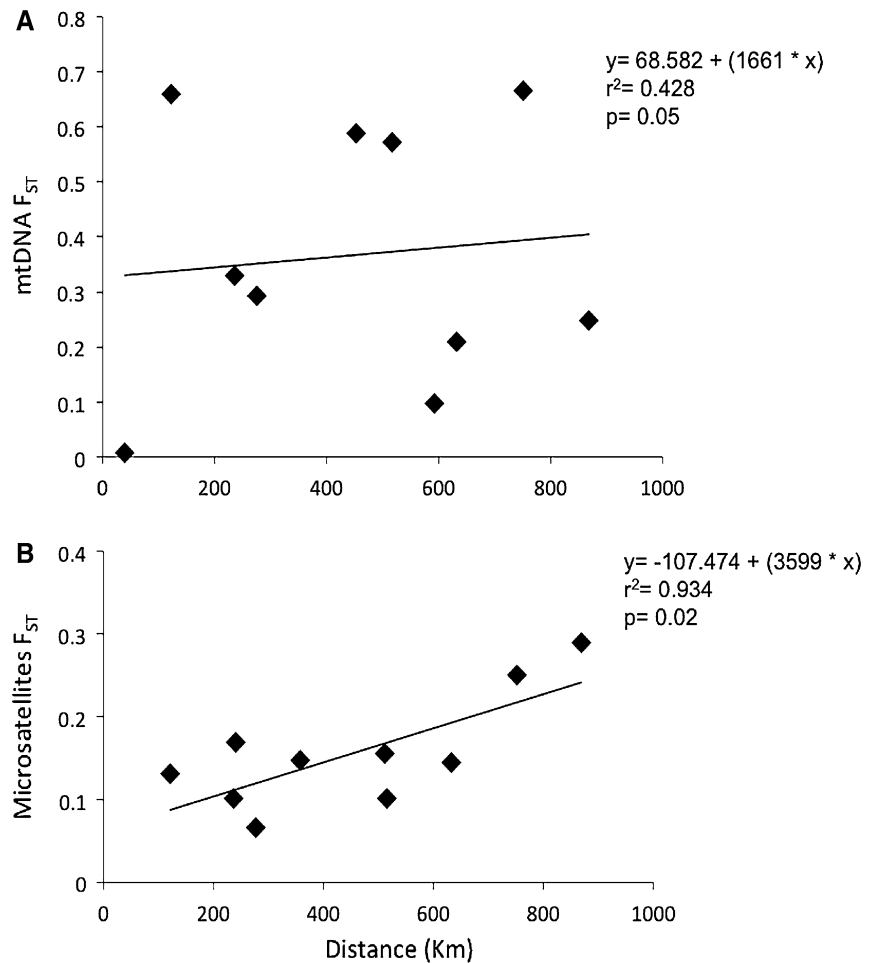 A
0.8
0.7
0.6
0.5
0.4
0.3
0.2
0.1
0
mtDNA F_ST
y= 68.582 + (1661 * x)
r²= 0.428
p= 0.05
0 200 400 600 800 1000
B
0.4
0.3
0.2
0.1
0
Microsatellites F_ST
y= -107.474 + (3599 * x)
r²= 0.934
p= 0.02
0 200 400 600 800 1000
Distance (Km)